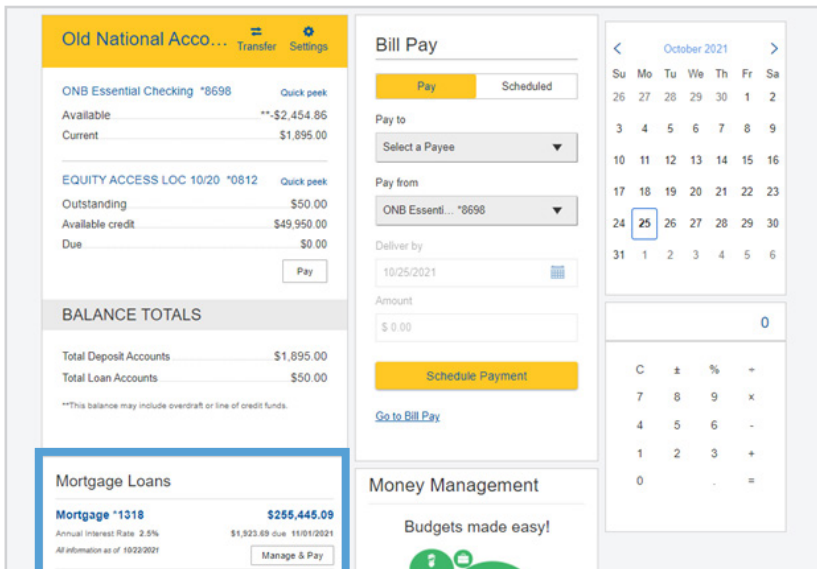 Old National Acco...
Transfer
Settings
ONB Essential Checking *8698
Quick peek
Available
**-$2,454.86
Current
$1,895.00
EQUITY ACCESS LOC 10/20 *0812
Quick peek
Outstanding
$50.00
Available credit
$49,950.00
Due
$0.00
Pay
BALANCE TOTALS
Total Deposit Accounts
$1,895.00
Total Loan Accounts
$50.00
**This balance may include overdraft or line of credit funds.
Mortgage Loans
Mortgage *1318
$255,445.09
Annual Interest Rate 2.5%
$1,923.69 due 11/01/2021
All information as of 10/22/2021
Manage & Pay
Bill Pay
Pay
Scheduled
Pay to
Select a Payee
Pay from
ONB Essenti... *8698
Deliver by
10/25/2021
Amount
$ 0.00
Schedule Payment
Go to Bill Pay
Money Management
Budgets made easy!
< October 2021 >
Su Mo Tu We Th Fr Sa
26 27 28 29 30 1 2
3 4 5 6 7 8 9
10 11 12 13 14 15 16
17 18 19 20 21 22 23
24 25 26 27 28 29 30
31 1 2 3 4 5 6
0
C ± % ÷
7 8 9 x
4 5 6 -
1 2 3 +
0 . =